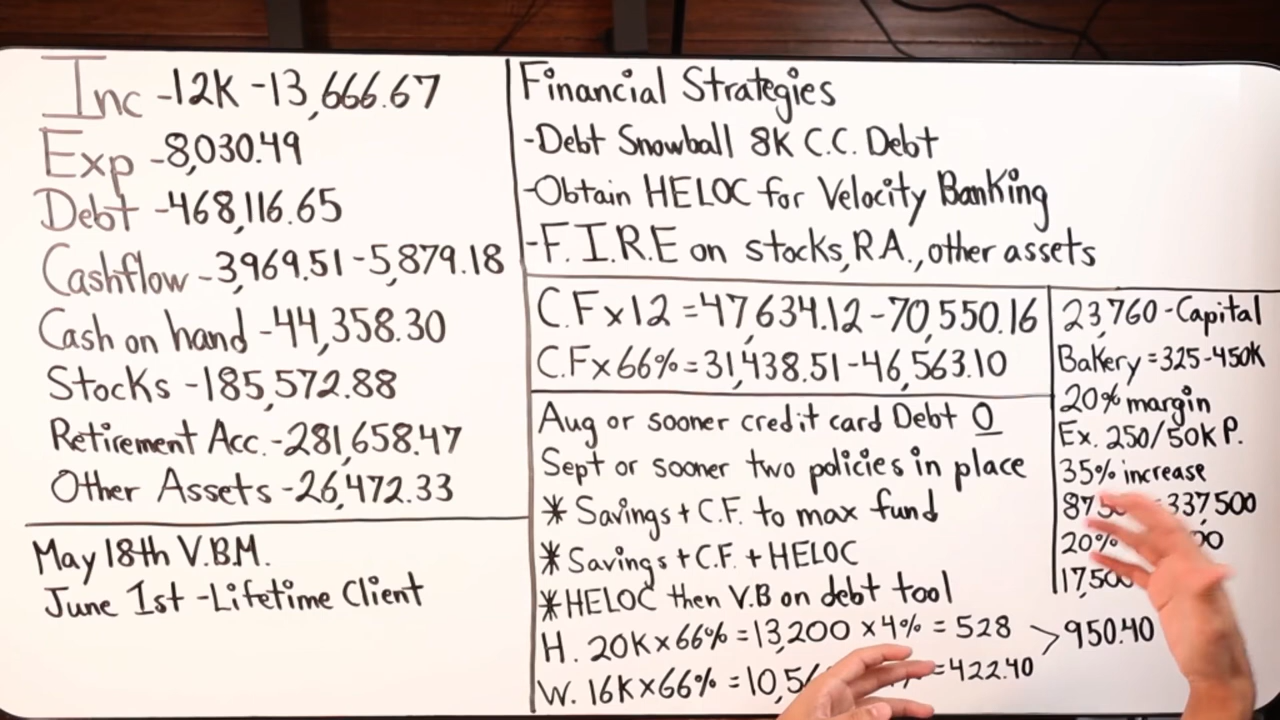 Inc -12K -13,666.67
Exp -8,030.49
Debt -468,116.65
Cashflow -3,969.51 -5,879.18
Cash on hand -44,358.30
Stocks -185,572.88
Retirement Acc. -281,658.47
Other Assets -26,472.33
May 18th V.B.M.
June 1st -Lifetime Client
Financial Strategies
-Debt Snowball 8K C.C. Debt
-Obtain HELOC for Velocity Banking
-F.I.R.E on stocks, R.A., other assets
C.F x 12 = 47,634.12 -70,550.16
C.F x 66% = 31,438.51 -46,563.10
Aug or sooner credit card Debt 0
Sept or sooner two policies in place
* Savings + C.F. to max fund
* Savings + C.F. + HELOC
* HELOC then V.B on debt tool
H. 20K x 66% = 13,200 x 4% = 528 > 950.40
W. 16K x 66% = = 422.40
23,760 -Capital
Bakery = 325-450K
20% margin
Ex. 250/50K P.
35% increase
337,500
20%